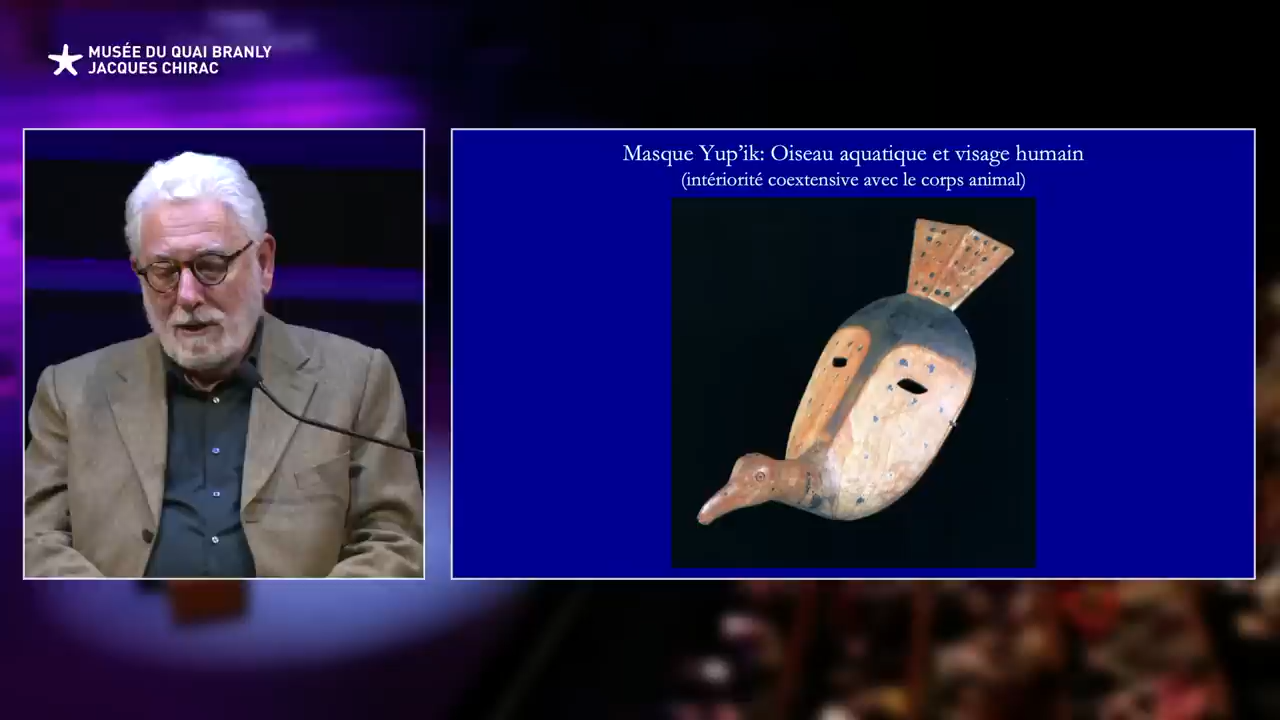 MUSÉE DU QUAI BRANLY
JACQUES CHIRAC
Masque Yup’ik: Oiseau aquatique et visage humain
(intériorité coextensive avec le corps animal)